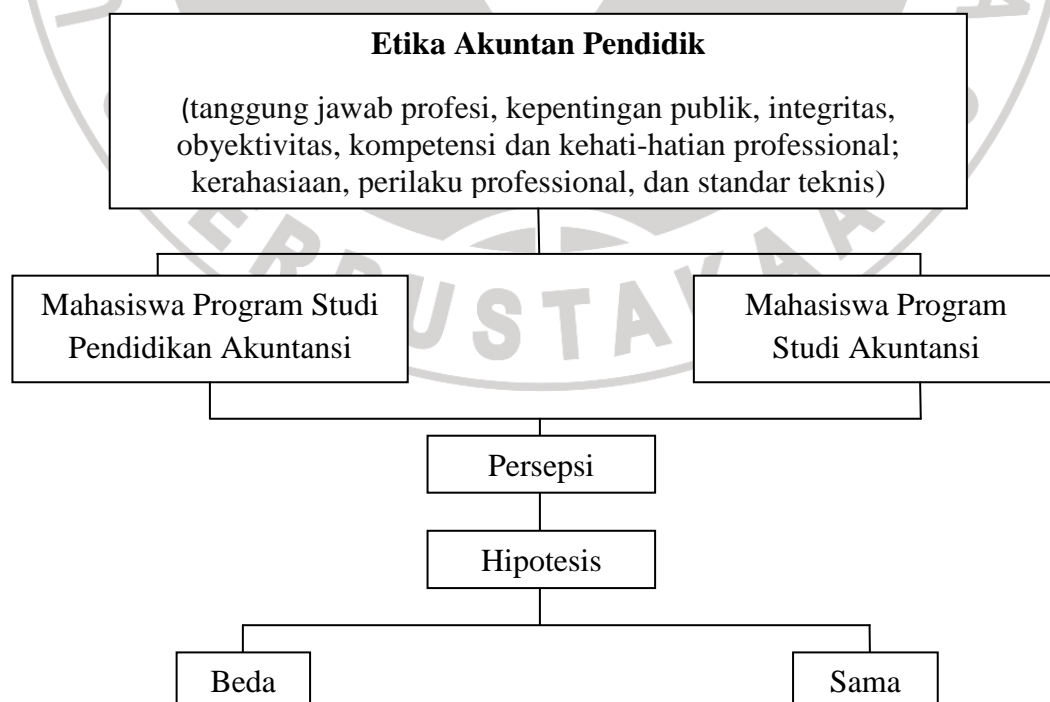 Etika Akuntan Pendidik
(tanggung jawab profesi, kepentingan publik, integritas,
obyektivitas, kompetensi dan kehati-hatian professional;
kerahasiaan, perilaku professional, dan standar teknis)
Mahasiswa Program Studi
Pendidikan Akuntansi
Mahasiswa Program
Studi Akuntansi
Persepsi
Hipotesis
Beda
Sama